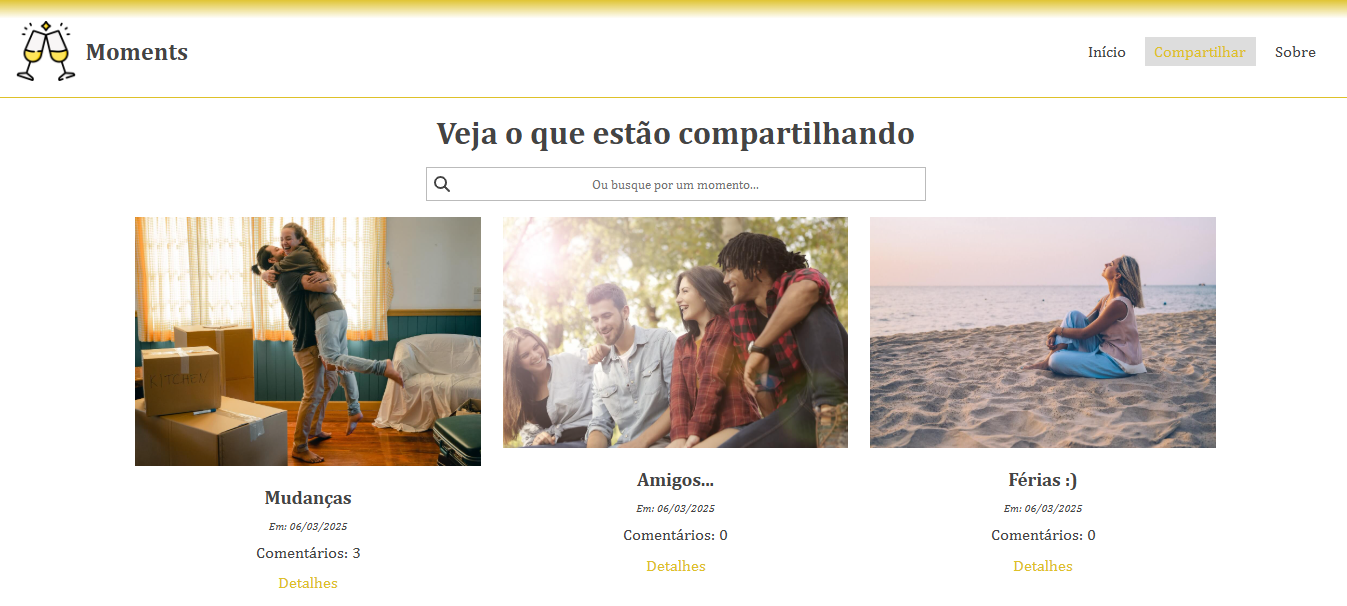 Moments
Início Compartilhar Sobre
Veja o que estão compartilhando
Ou busque por um momento...
KITCHEN
Mudanças
Em: 06/03/2025
Comentários: 3
Detalhes
Amigos...
Em: 06/03/2025
Comentários: 0
Detalhes
Férias :)
Em: 06/03/2025
Comentários: 0
Detalhes